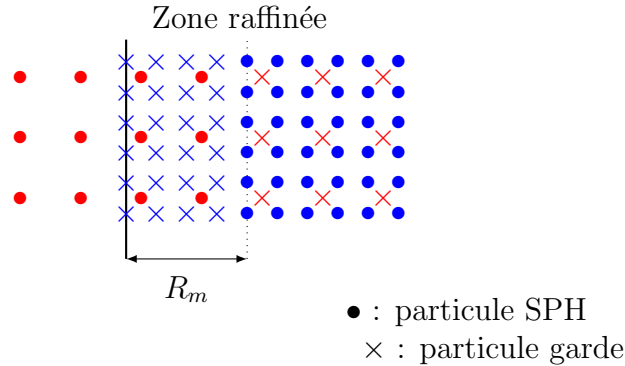 Zone raffinée
R_m
● : particule SPH
× : particule garde